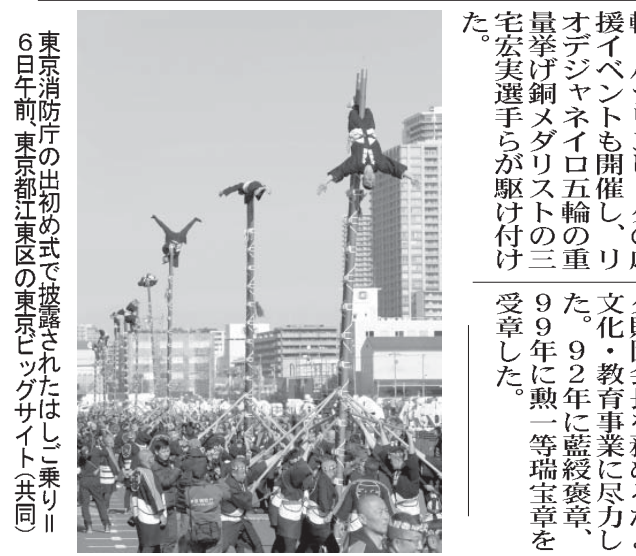 援イベントも開催し、リ
オデジャネイロ五輪の重
量挙げ銅メダリストの三
宅宏実選手らが駆け付け
た。
文化・教育事業に尽力し
た。92年に藍綬褒章、
99年に勲一等瑞宝章を
受章した。
東京消防庁の出初め式で披露されたはしご乗り＝
6日午前、東京都江東区の東京ビッグサイト（共同）